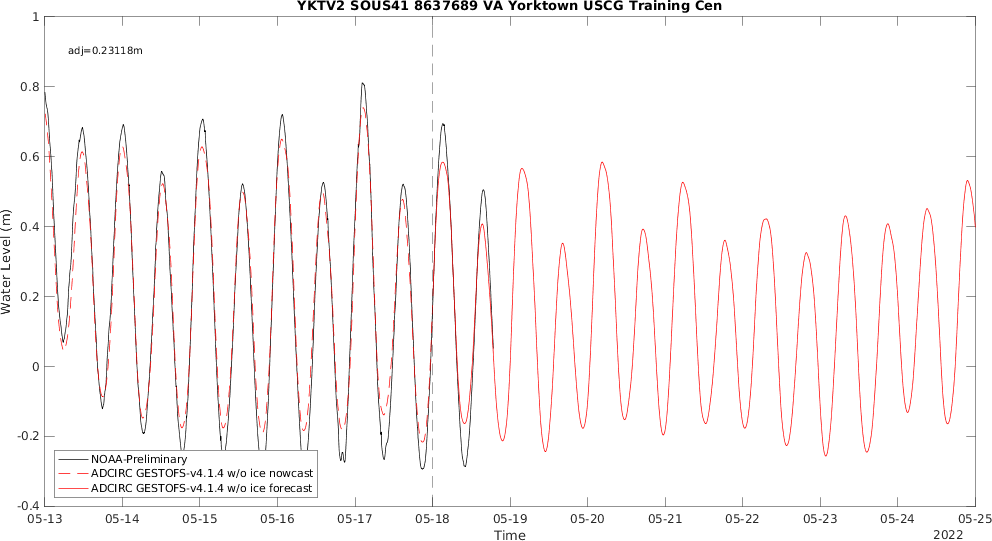 YKTV2 SOUS41 8637689 VA Yorktown USCG Training Cen
adj=0.23118m
1
0.8
0.6
0.4
0.2
0
-0.2
-0.4
Water Level (m)
NOAA-Preliminary
ADCIRC GESTOFS-v4.1.4 w/o ice nowcast
ADCIRC GESTOFS-v4.1.4 w/o ice forecast
05-13 05-14 05-15 05-16 05-17 05-18 05-19 05-20 05-21 05-22 05-23 05-24 05-25
Time
2022